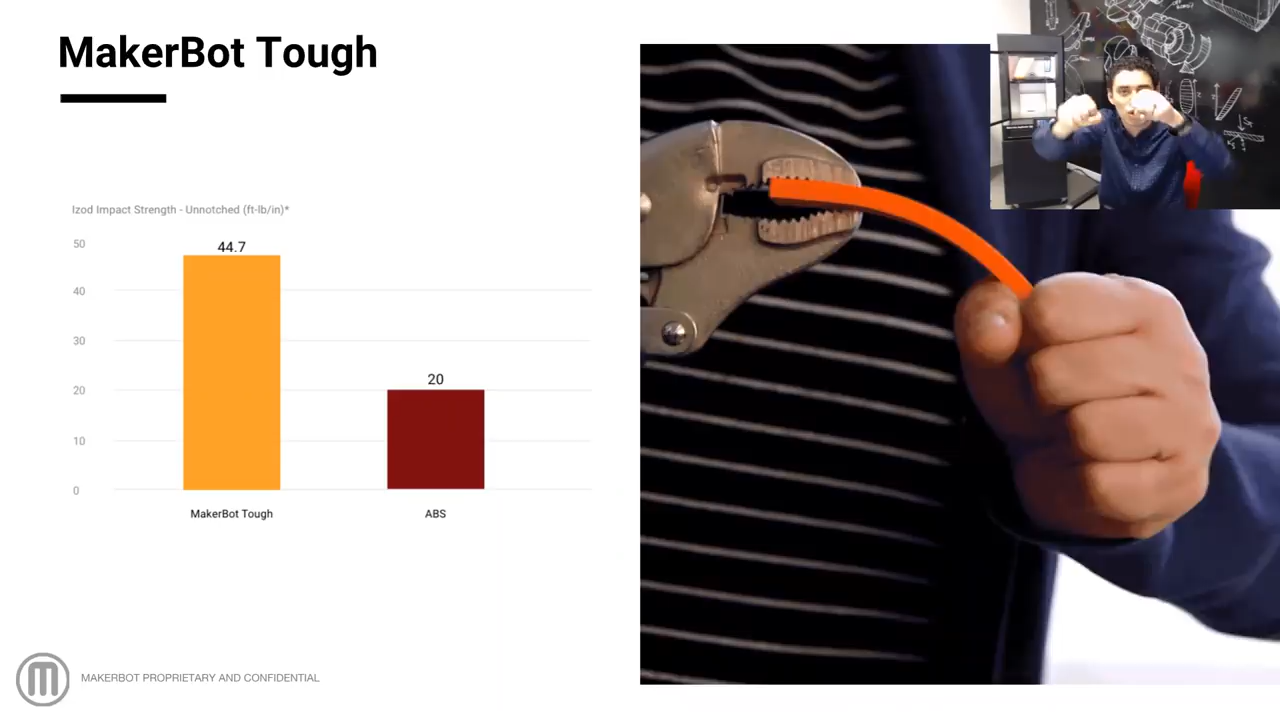 MakerBot Tough
Izod Impact Strength - Unnotched (ft-lb/in)*
50
40
30
20
10
0
44.7
20
MakerBot Tough
ABS
MAKERBOT PROPRIETARY AND CONFIDENTIAL